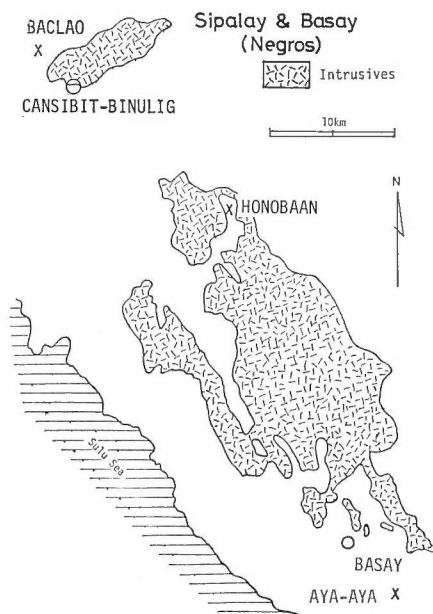 Sipalay & Basay
(Negros)
BACLAO
X
Intrusives
CANSIBIT-BINULIG
10km
N
X HONOBAAN
Sulu Sea
BASAY
AYA-AYA X